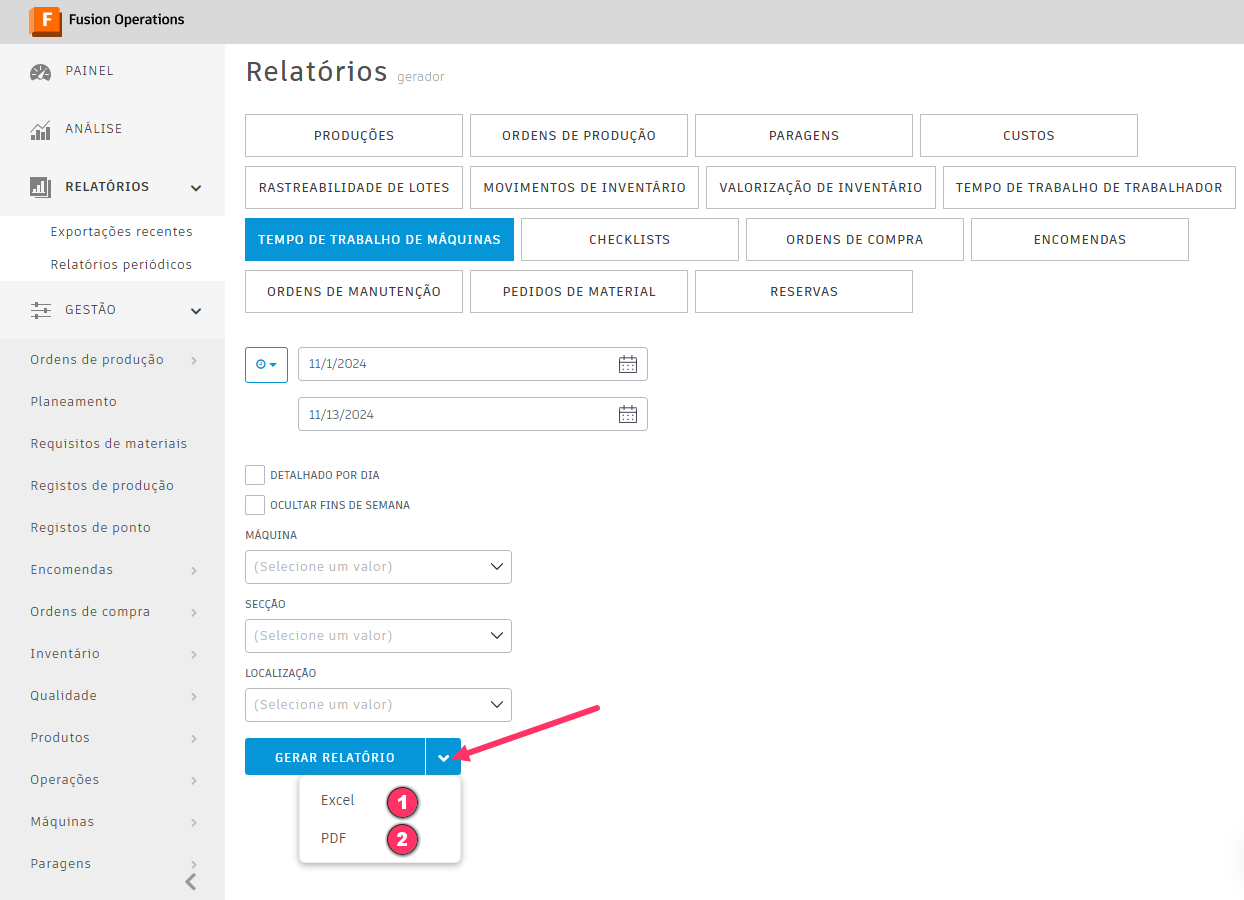 F Fusion Operations
PAINEL
ANÁLISE
RELATÓRIOS
Exportações recentes
Relatórios periódicos
GESTÃO
Ordens de produção
Planeamento
Requisitos de materiais
Registos de produção
Registos de ponto
Encomendas
Ordens de compra
Inventário
Qualidade
Produtos
Operações
Máquinas
Paragens
Relatórios gerador
PRODUÇÕES ORDENS DE PRODUÇÃO PARAGENS CUSTOS
RASTREABILIDADE DE LOTES MOVIMENTOS DE INVENTÁRIO VALORIZAÇÃO DE INVENTÁRIO TEMPO DE TRABALHO DE TRABALHADOR
TEMPO DE TRABALHO DE MÁQUINAS CHECKLISTS ORDENS DE COMPRA ENCOMENDAS
ORDENS DE MANUTENÇÃO PEDIDOS DE MATERIAL RESERVAS
11/1/2024
11/13/2024
DETALHADO POR DIA
OCULTAR FINS DE SEMANA
MÁQUINA
(Selecione um valor)
SECÇÃO
(Selecione um valor)
LOCALIZAÇÃO
(Selecione um valor)
GERAR RELATÓRIO
Excel 1
PDF 2